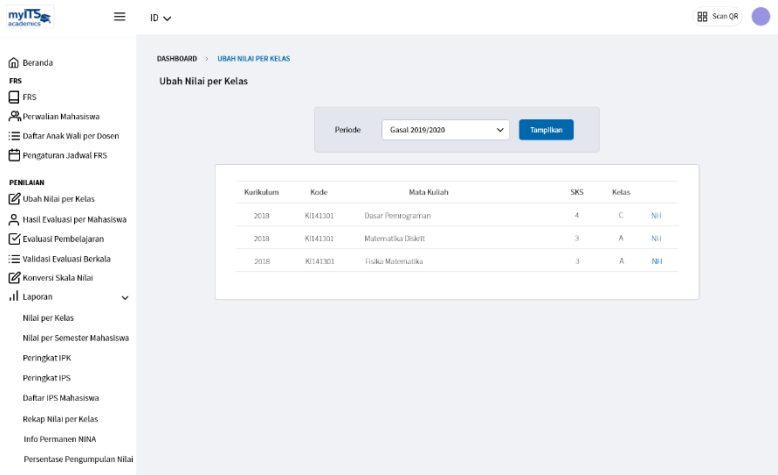 myITS
academics
ID
Scan QR
Beranda
FRS
FRS
Perwalian Mahasiswa
Daftar Anak Wali per Dosen
Pengaturan Jadwal FRS
PENILAIAN
Ubah Nilai per Kelas
Hasil Evaluasi per Mahasiswa
Evaluasi Pembelajaran
Validasi Evaluasi Berkala
Konversi Skala Nilai
Laporan
Nilai per Kelas
Nilai per Semester Mahasiswa
Peringkat IPK
Peringkat IPS
Daftar IPS Mahasiswa
Rekap Nilai per Kelas
Info Permanen NINA
Persentase Pengumpulan Nilai
DASHBOARD > UBAH NILAI PER KELAS
Ubah Nilai per Kelas
Periode Gasal 2019/2020 Tampilkan
Kurikulum Kode Mata Kuliah SKS Kelas
2018 KI141301 Dasar Pemrograman 4 C NH
2018 KI141301 Matematika Diskrit 3 A NH
2018 KI141301 Fisika Matematika 3 A NH